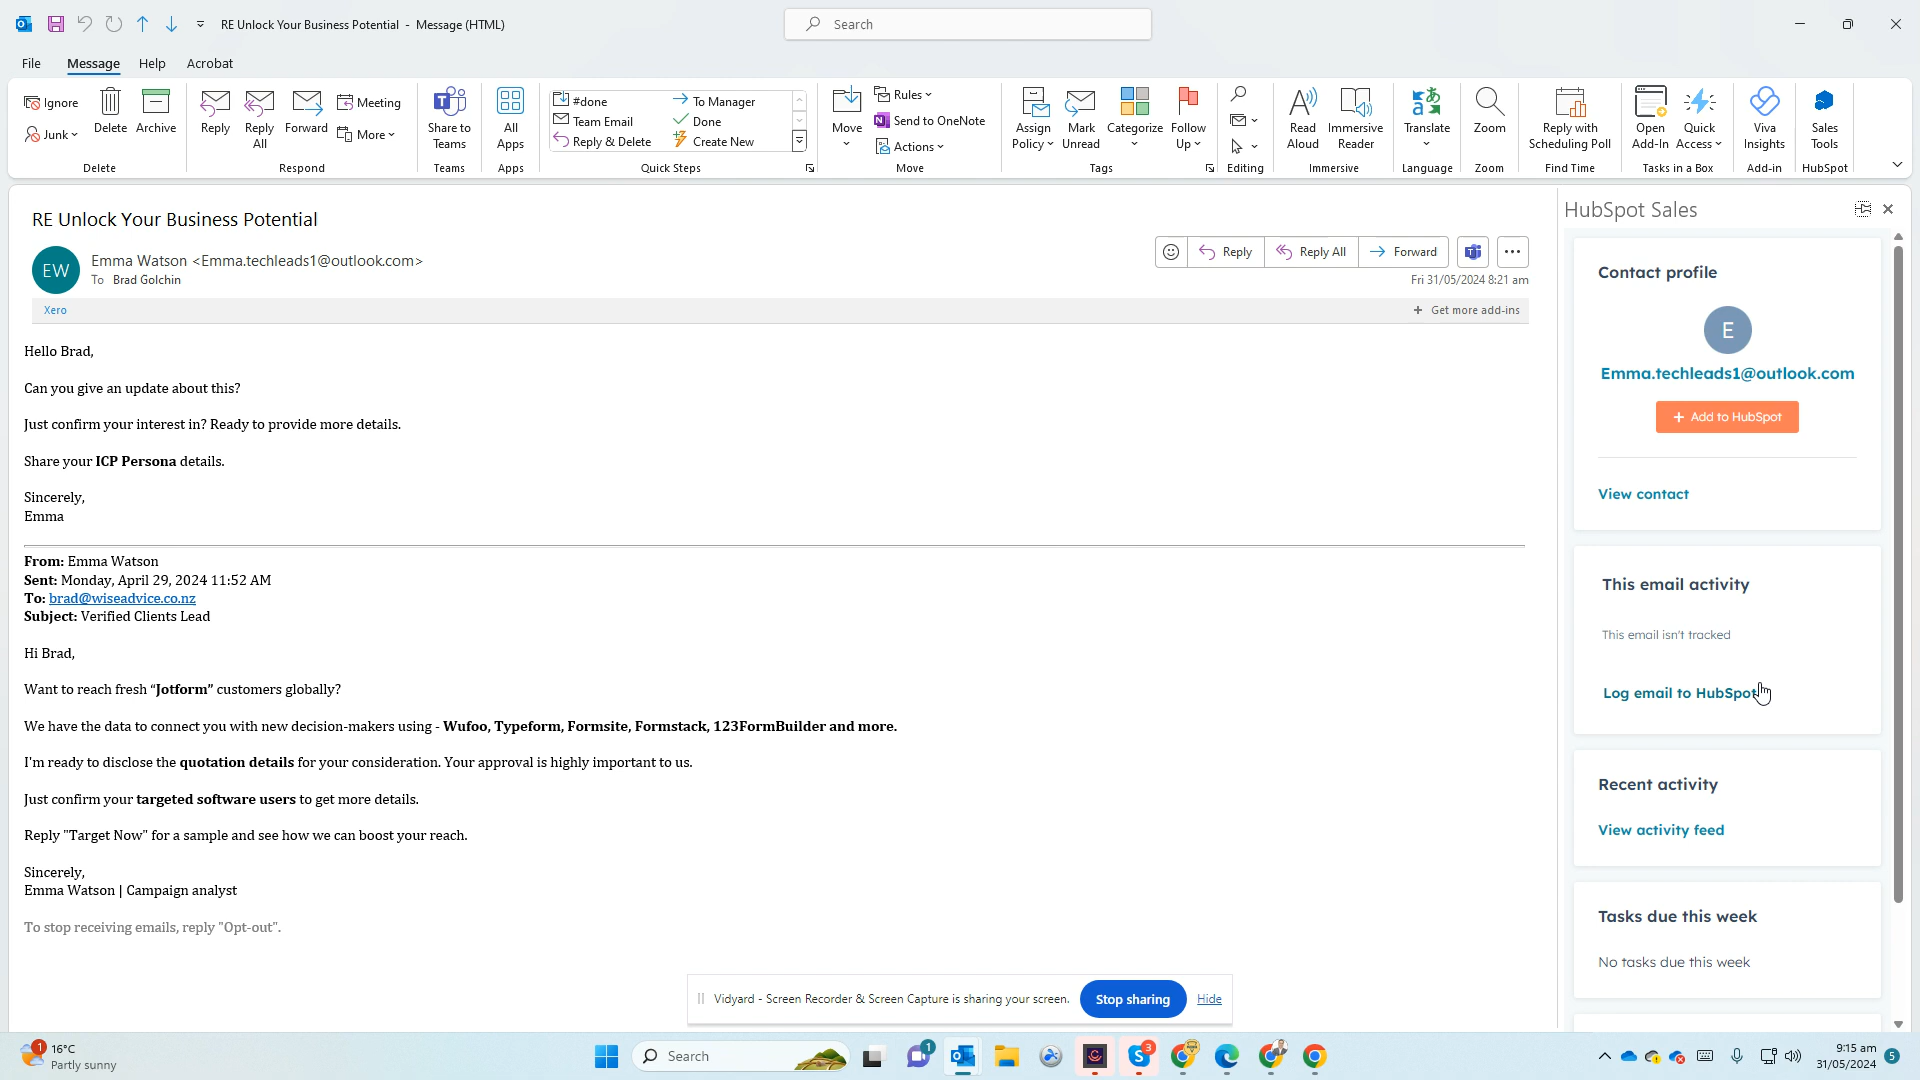 RE Unlock Your Business Potential - Message (HTML)
Search
File Message Help Acrobat
Ignore
Junk
Delete
Archive
Delete
Reply
Reply All
Forward
Meeting
More
Respond
Share to Teams
Teams
All Apps
Apps
#done
Team Email
Reply & Delete
To Manager
Done
Create New
Quick Steps
Move
Rules
Send to OneNote
Actions
Move
Assign Policy
Mark Unread
Categorize
Follow Up
Tags
Editing
Read Aloud
Immersive Reader
Immersive
Translate
Language
Zoom
Zoom
Reply with Scheduling Poll
Find Time
Open Add-In
Quick Access
Tasks in a Box
Viva Insights
Add-in
Sales Tools
HubSpot
RE Unlock Your Business Potential
EW
Emma Watson <Emma.techleads1@outlook.com>
To Brad Golchin
Reply
Reply All
Forward
Fri 31/05/2024 8:21 am
Xero
+ Get more add-ins
Hello Brad,
Can you give an update about this?
Just confirm your interest in? Ready to provide more details.
Share your ICP Persona details.
Sincerely,
Emma
From: Emma Watson
Sent: Monday, April 29, 2024 11:52 AM
To: brad@wiseadvice.co.nz
Subject: Verified Clients Lead
Hi Brad,
Want to reach fresh “Jotform” customers globally?
We have the data to connect you with new decision-makers using - Wufoo, Typeform, Formsite, Formstack, 123FormBuilder and more.
I'm ready to disclose the quotation details for your consideration. Your approval is highly important to us.
Just confirm your targeted software users to get more details.
Reply "Target Now" for a sample and see how we can boost your reach.
Sincerely,
Emma Watson | Campaign analyst
To stop receiving emails, reply "Opt-out".
HubSpot Sales
Contact profile
E
Emma.techleads1@outlook.com
+ Add to HubSpot
View contact
This email activity
This email isn't tracked
Log email to HubSpot
Recent activity
View activity feed
Tasks due this week
No tasks due this week
Vidyard - Screen Recorder & Screen Capture is sharing your screen.
Stop sharing
Hide
1
16°C
Partly sunny
Search
1
3
9:15 am
31/05/2024
5